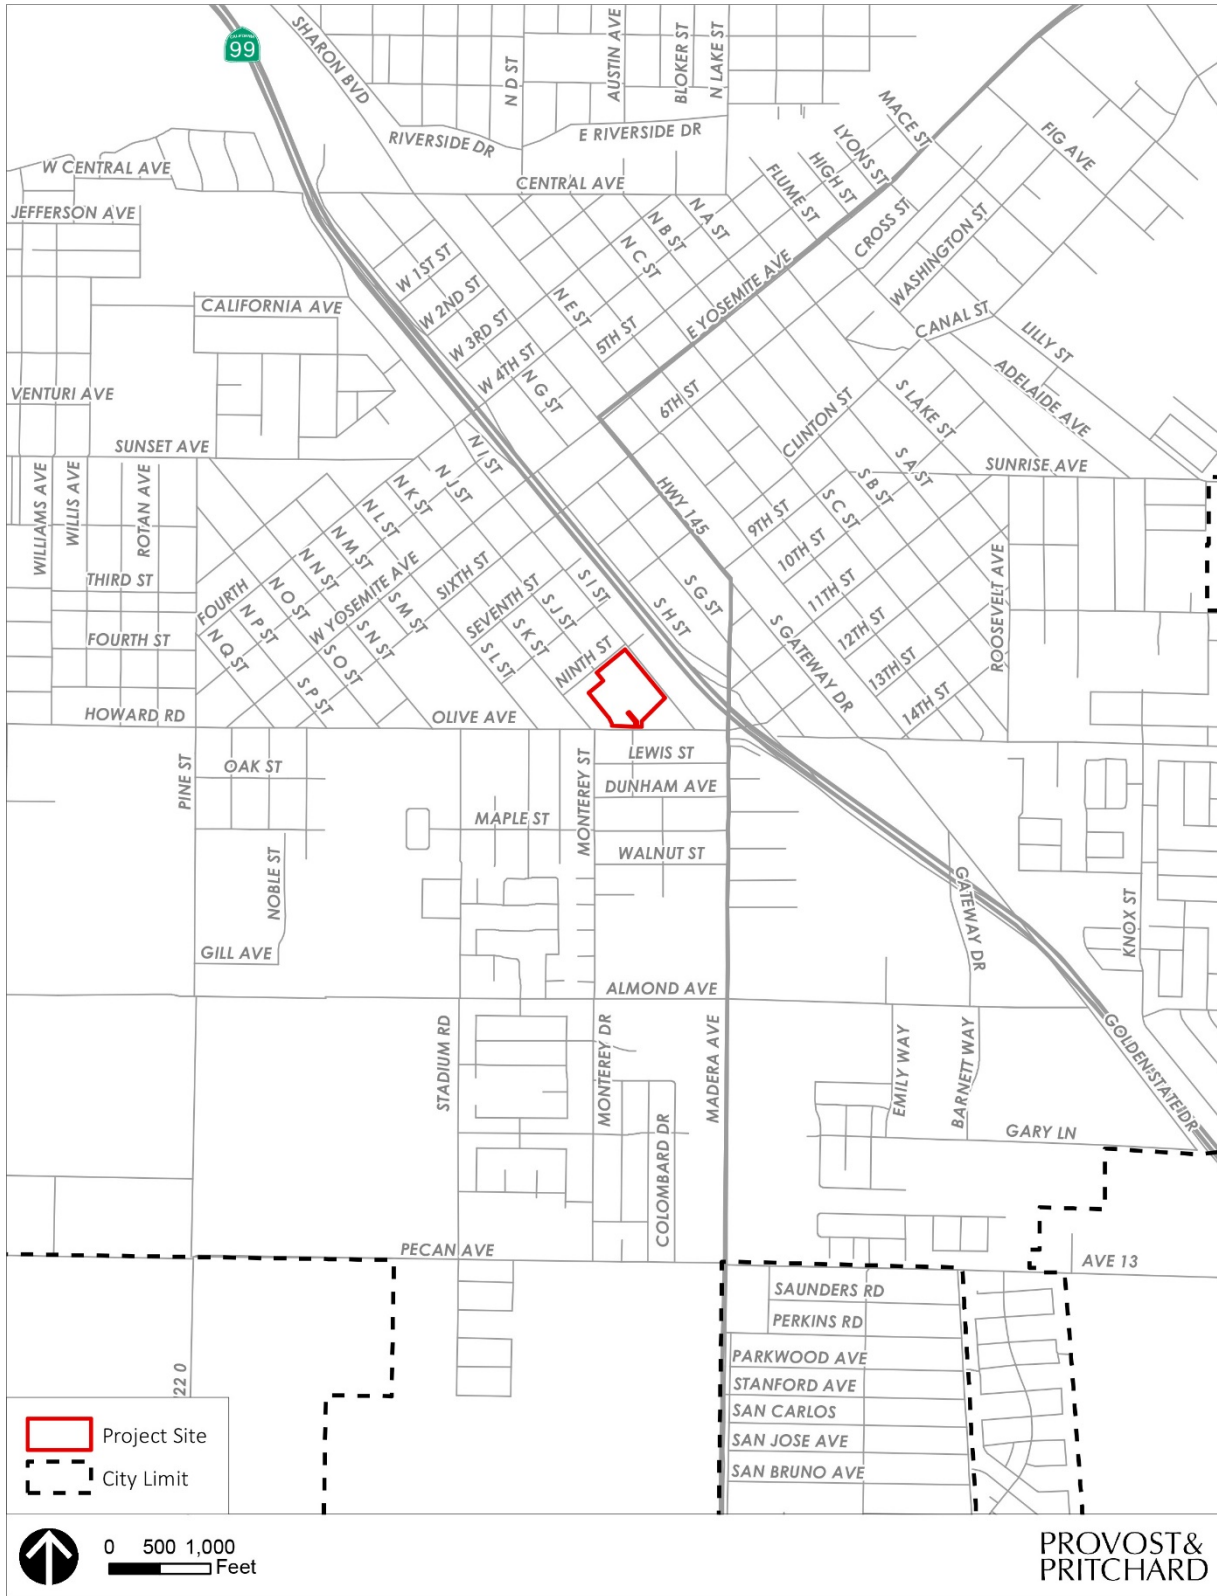 CALIFORNIA
99
SHARON BVD
N D ST
AUSTIN AVE
BLOKER ST
N LAKE ST
RIVERSIDE DR
E RIVERSIDE DR
MACE ST
LYONS ST
HIGH ST
FLUME ST
FIG AVE
W CENTRAL AVE
CENTRAL AVE
JEFFERSON AVE
N A ST
N B ST
N C ST
CROSS ST
WASHINGTON ST
W 1ST ST
W 2ND ST
W 3RD ST
W 4TH ST
N E ST
5TH ST
E YOSEMITE AVE
CALIFORNIA AVE
CANAL ST
LILLY ST
ADELAIDE AVE
N G ST
6TH ST
VENTURI AVE
CLINTON ST
S LAKE ST
SUNSET AVE
N I ST
N J ST
N K ST
N L ST
N M ST
N N ST
N O ST
N P ST
N Q ST
S A ST
S B ST
S C ST
SUNRISE AVE
WILLIAMS AVE
WILLIS AVE
ROTAN AVE
HWY 145
9TH ST
10TH ST
11TH ST
12TH ST
13TH ST
14TH ST
ROOSEVELT AVE
THIRD ST
FOURTH
FOURTH ST
W YOSEMITE AVE
SIXTH ST
SEVENTH ST
NINTH ST
S I ST
S J ST
S K ST
S L ST
S M ST
S N ST
S O ST
S P ST
S G ST
S H ST
S GATEWAY DR
HOWARD RD
OLIVE AVE
PINE ST
OAK ST
MONTEREY ST
LEWIS ST
DUNHAM AVE
MAPLE ST
WALNUT ST
NOBLE ST
GILL AVE
GATEWAY DR
KNOX ST
ALMOND AVE
STADIUM RD
MONTEREY DR
COLOMBARD DR
MADERA AVE
EMILY WAY
BARNETT WAY
GOLDEN STATE DR
GARY LN
PECAN AVE
AVE 13
SAUNDERS RD
PERKINS RD
PARKWOOD AVE
STANFORD AVE
SAN CARLOS
SAN JOSE AVE
SAN BRUNO AVE
22 0
Project Site
City Limit
0 500 1,000
Feet
PROVOST&
PRITCHARD